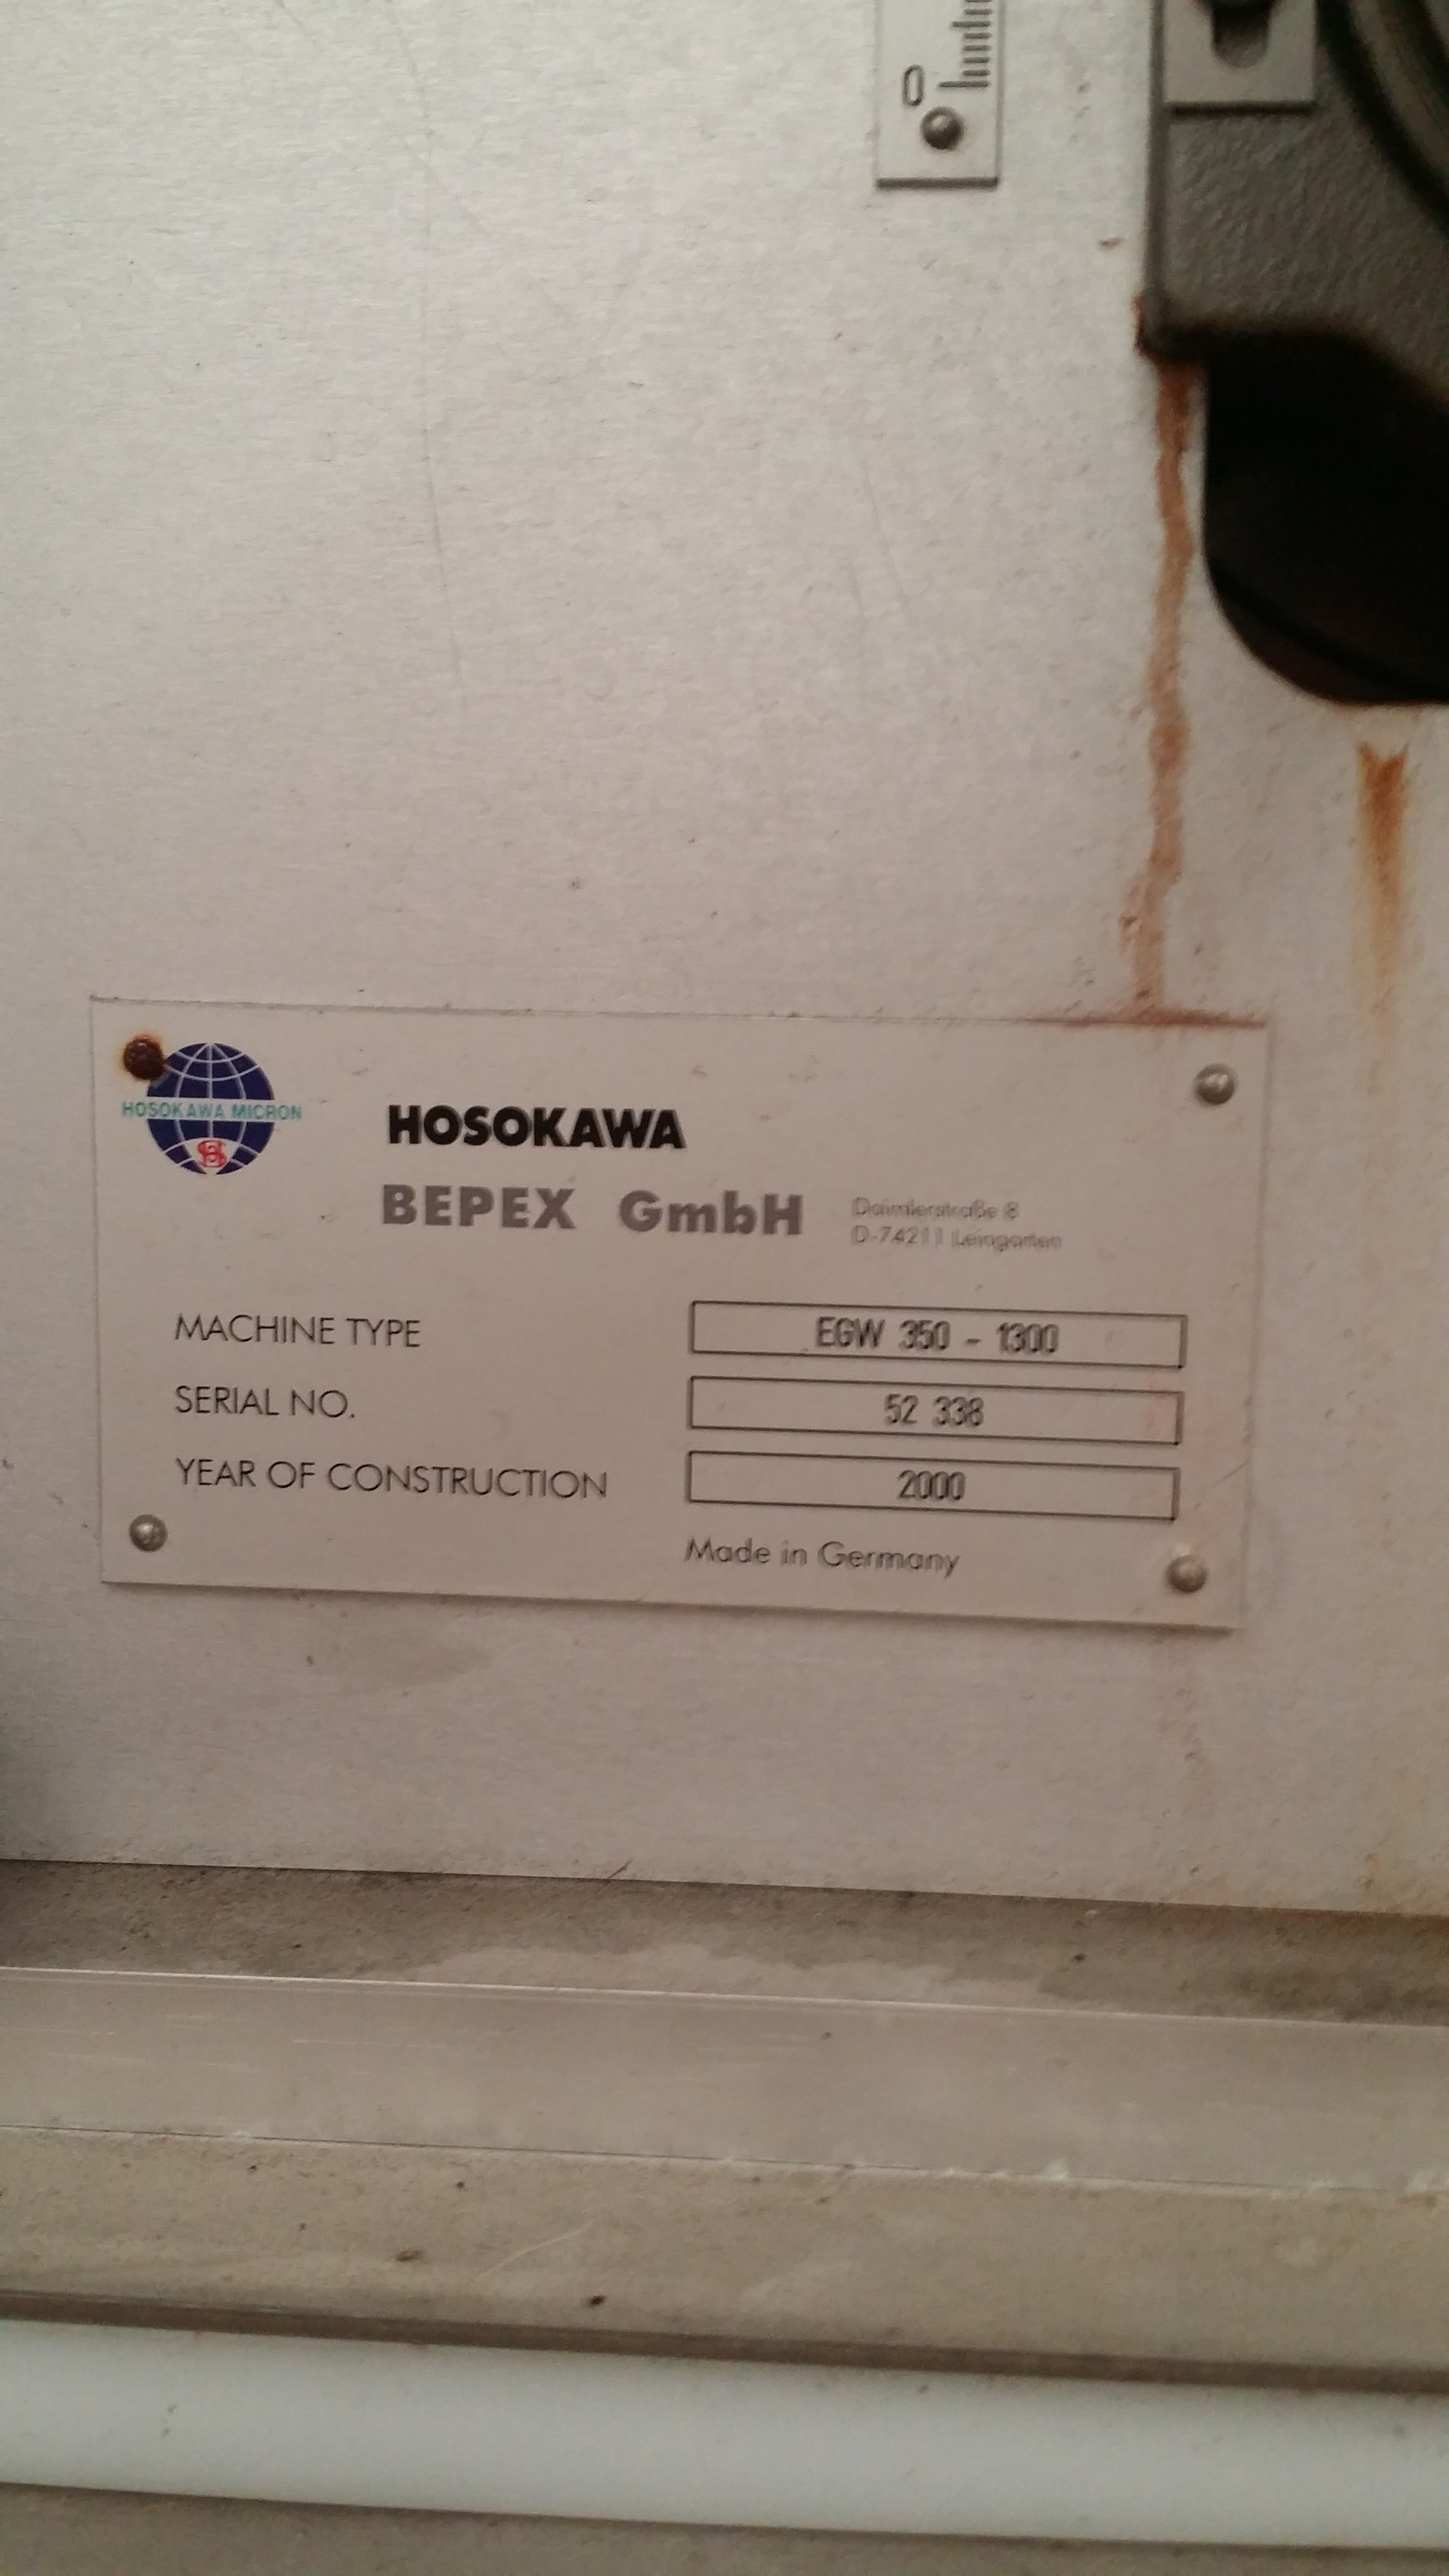 0
HOSOKAWA MICRON
HOSOKAWA
BEPEX GmbH
Daimlerstraße 8
D-74211 Leingarten
MACHINE TYPE EGW 350 - 1300
SERIAL NO. 52 338
YEAR OF CONSTRUCTION 2000
Made in Germany